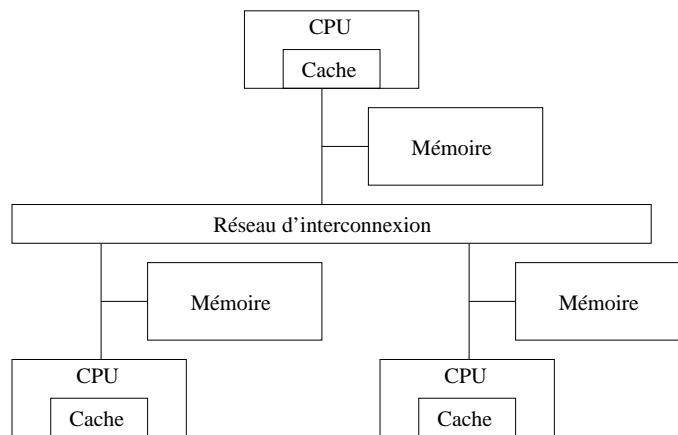 CPU
Cache
Mémoire
Réseau d'interconnexion
Mémoire
Mémoire
CPU
CPU
Cache
Cache